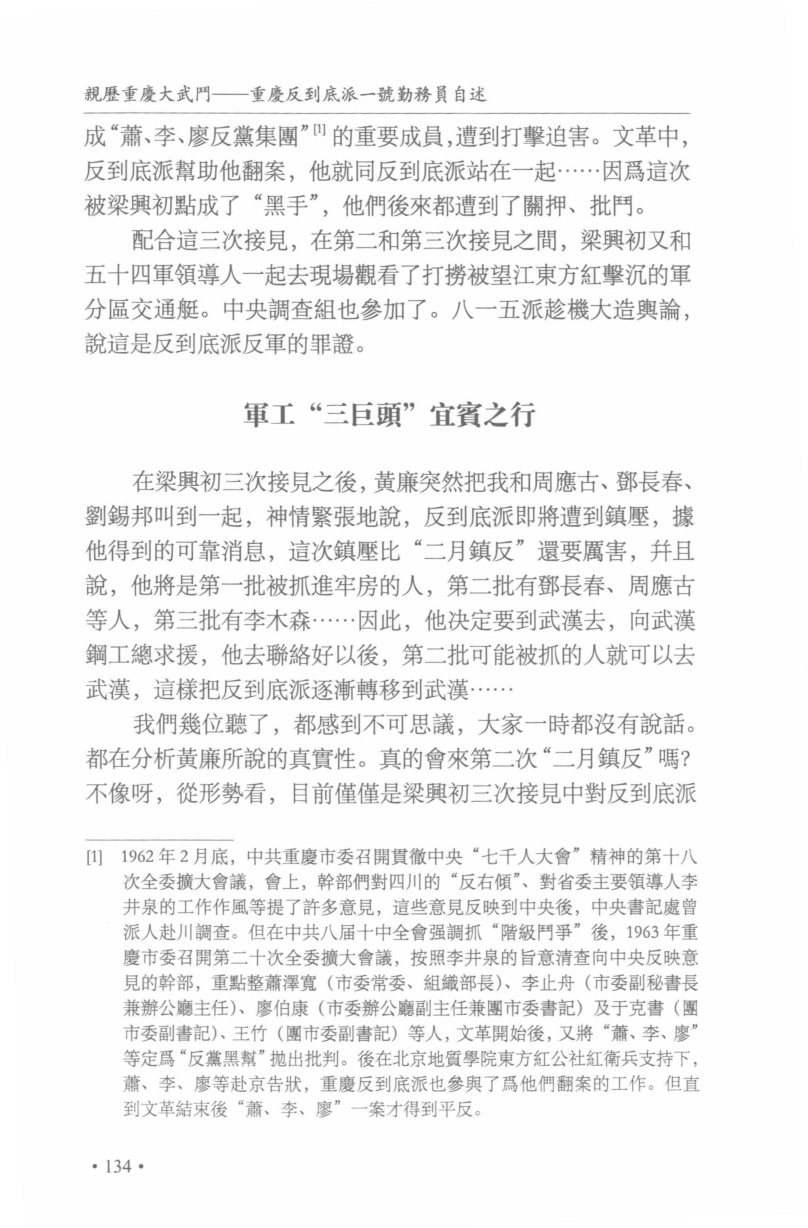 親歷重慶大武鬥——重慶反到底派一號勤務員自述
成“蕭、李、廖反黨集團”[1] 的重要成員,遭到打擊迫害。文革中,
反到底派幫助他翻案，他就同反到底派站在一起⋯⋯因爲這次
被梁興初點成了“黑手”，他們後來都遭到了關押、批鬥。
配合這三次接見，在第二和第三次接見之間，梁興初又和
五十四軍領導人一起去現場觀看了打撈被望江東方紅擊沉的軍
分區交通艇。中央調查組也參加了。八一五派趁機大造輿論，
說這是反到底派反軍的罪證。
軍工“三巨頭”宜賓之行
在梁興初三次接見之後,黃廉突然把我和周應古、鄧長春、
劉錫邦叫到一起，神情緊張地說，反到底派即將遭到鎮壓，據
他得到的可靠消息，這次鎮壓比“二月鎮反”還要厲害，幷且
說，他將是第一批被抓進牢房的人，第二批有鄧長春、周應古
等人，第三批有李木森⋯⋯因此，他决定要到武漢去，向武漢
鋼工總求援，他去聯絡好以後，第二批可能被抓的人就可以去
武漢，這樣把反到底派逐漸轉移到武漢⋯⋯
我們幾位聽了，都感到不可思議，大家一時都沒有說話。
都在分析黃廉所說的真實性。真的會來第二次“二月鎮反”嗎?
不像呀，從形勢看，目前僅僅是梁興初三次接見中對反到底派
[1] 1962 年 2 月底，中共重慶市委召開貫徹中央“七千人大會”精神的第十八
次全委擴大會議，會上，幹部們對四川的“反右傾”、對省委主要領導人李
井泉的工作作風等提了許多意見，這些意見反映到中央後，中央書記處曾
派人赴川調查。但在中共八届十中全會强調抓“階級鬥爭”後，1963 年重
慶市委召開第二十次全委擴大會議，按照李井泉的旨意清查向中央反映意
見的幹部，重點整蕭澤寬（市委常委、組織部長）、李止舟（市委副秘書長
兼辦公廳主任）、廖伯康（市委辦公廳副主任兼團市委書記）及于克書（團
市委副書記）、王竹（團市委副書記）等人,文革開始後,又將“蕭、李、廖”
等定爲“反黨黑幫”拋出批判。後在北京地質學院東方紅公社紅衛兵支持下,
蕭、李、廖等赴京告狀，重慶反到底派也參與了爲他們翻案的工作。但直
到文革結束後“蕭、李、廖”一案才得到平反。
• 134 •